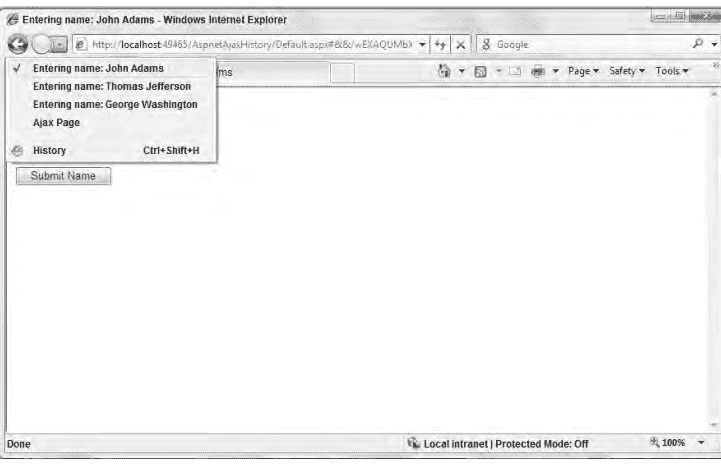 Entering name: John Adams - Windows Internet Explorer
http://localhost:49465/AspnetAjaxHistory/Default.aspx#&&/wEXAQUMb) Google
✓ Entering name: John Adams
ms Page Safety Tools
Entering name: Thomas Jefferson
Entering name: George Washington
Ajax Page
History Ctrl+Shift+H
Submit Name
Done Local intranet | Protected Mode: Off 100%